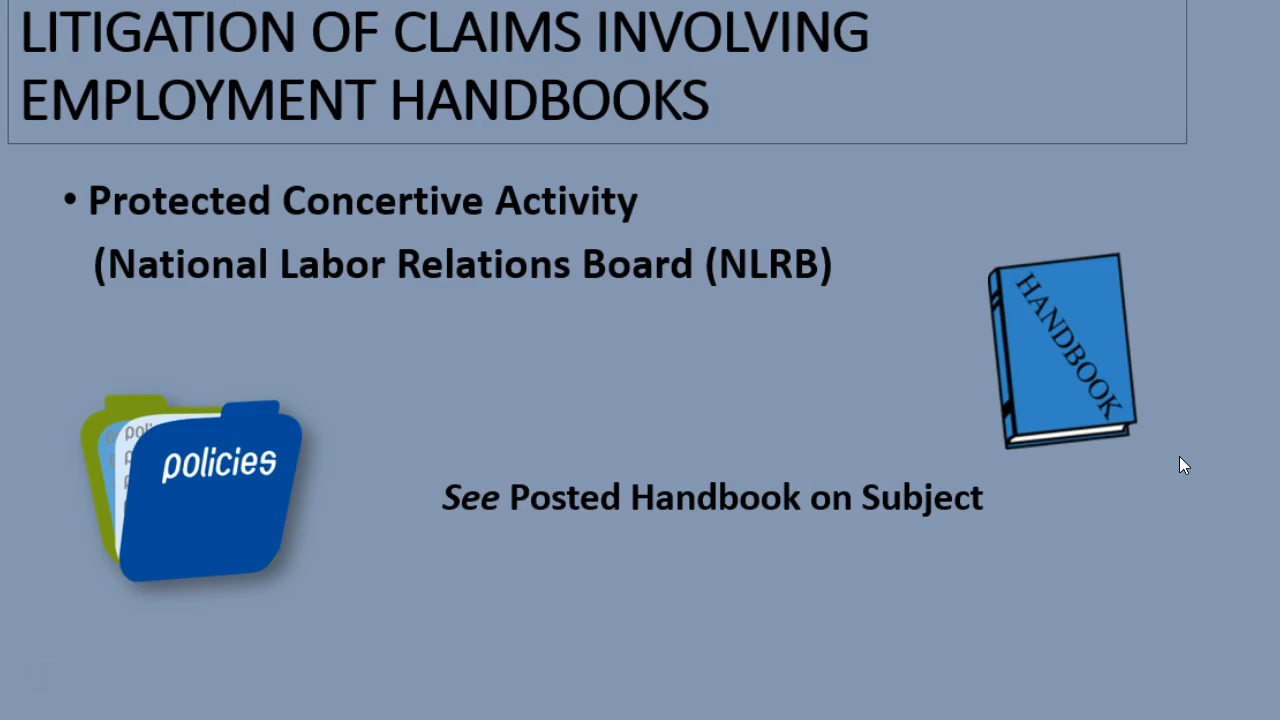 LITIGATION OF CLAIMS INVOLVING
EMPLOYMENT HANDBOOKS
• Protected Concertive Activity
(National Labor Relations Board (NLRB)
HANDBOOK
policies
See Posted Handbook on Subject